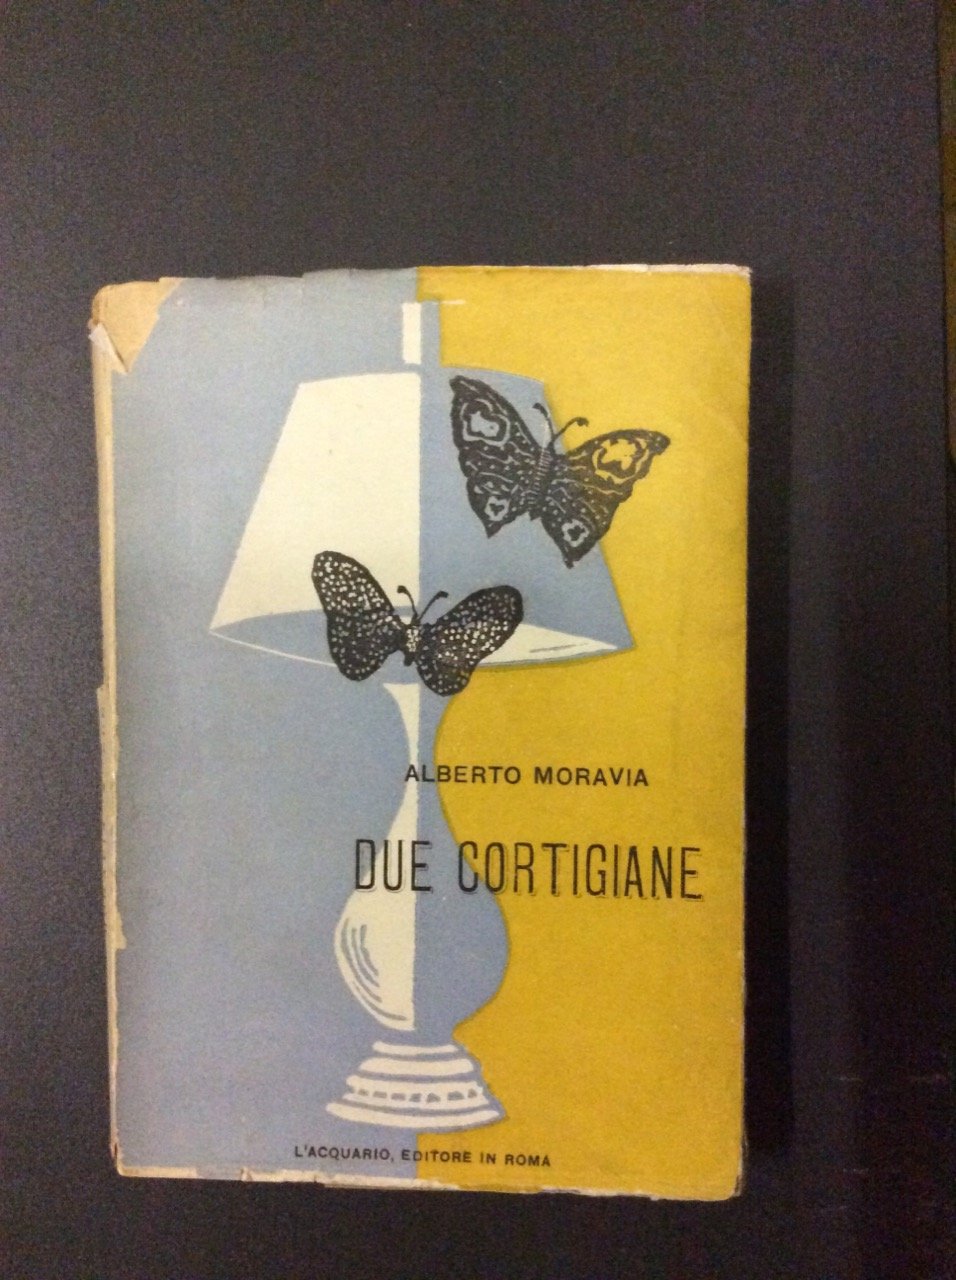 ALBERTO MORAVIA
DUE CORTIGIANE
L'ACQUARIO, EDITORE IN ROMA